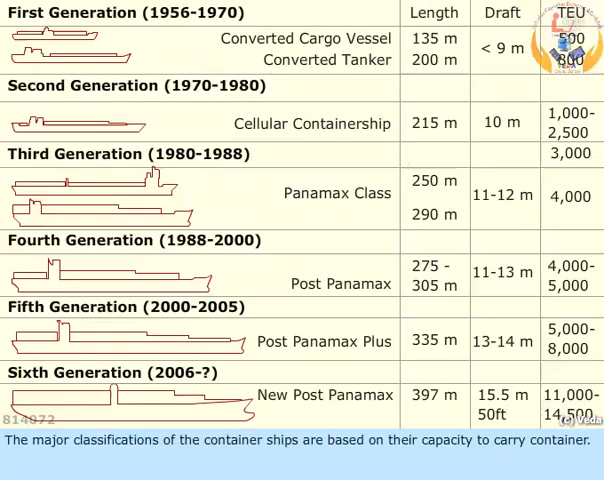 First Generation (1956-1970) Length Draft TEU
Converted Cargo Vessel 135 m < 9 m 500
Converted Tanker 200 m 800
Second Generation (1970-1980)
Cellular Containership 215 m 10 m 1,000-
2,500
Third Generation (1980-1988) 3,000
Panamax Class 250 m 11-12 m 4,000
290 m
Fourth Generation (1988-2000)
Post Panamax 275 - 11-13 m 4,000-
305 m 5,000
Fifth Generation (2000-2005)
Post Panamax Plus 335 m 13-14 m 5,000-
8,000
Sixth Generation (2006-?)
New Post Panamax 397 m 15.5 m 11,000-
50ft 14,500
814072 (c) Veda
The major classifications of the container ships are based on their capacity to carry container.